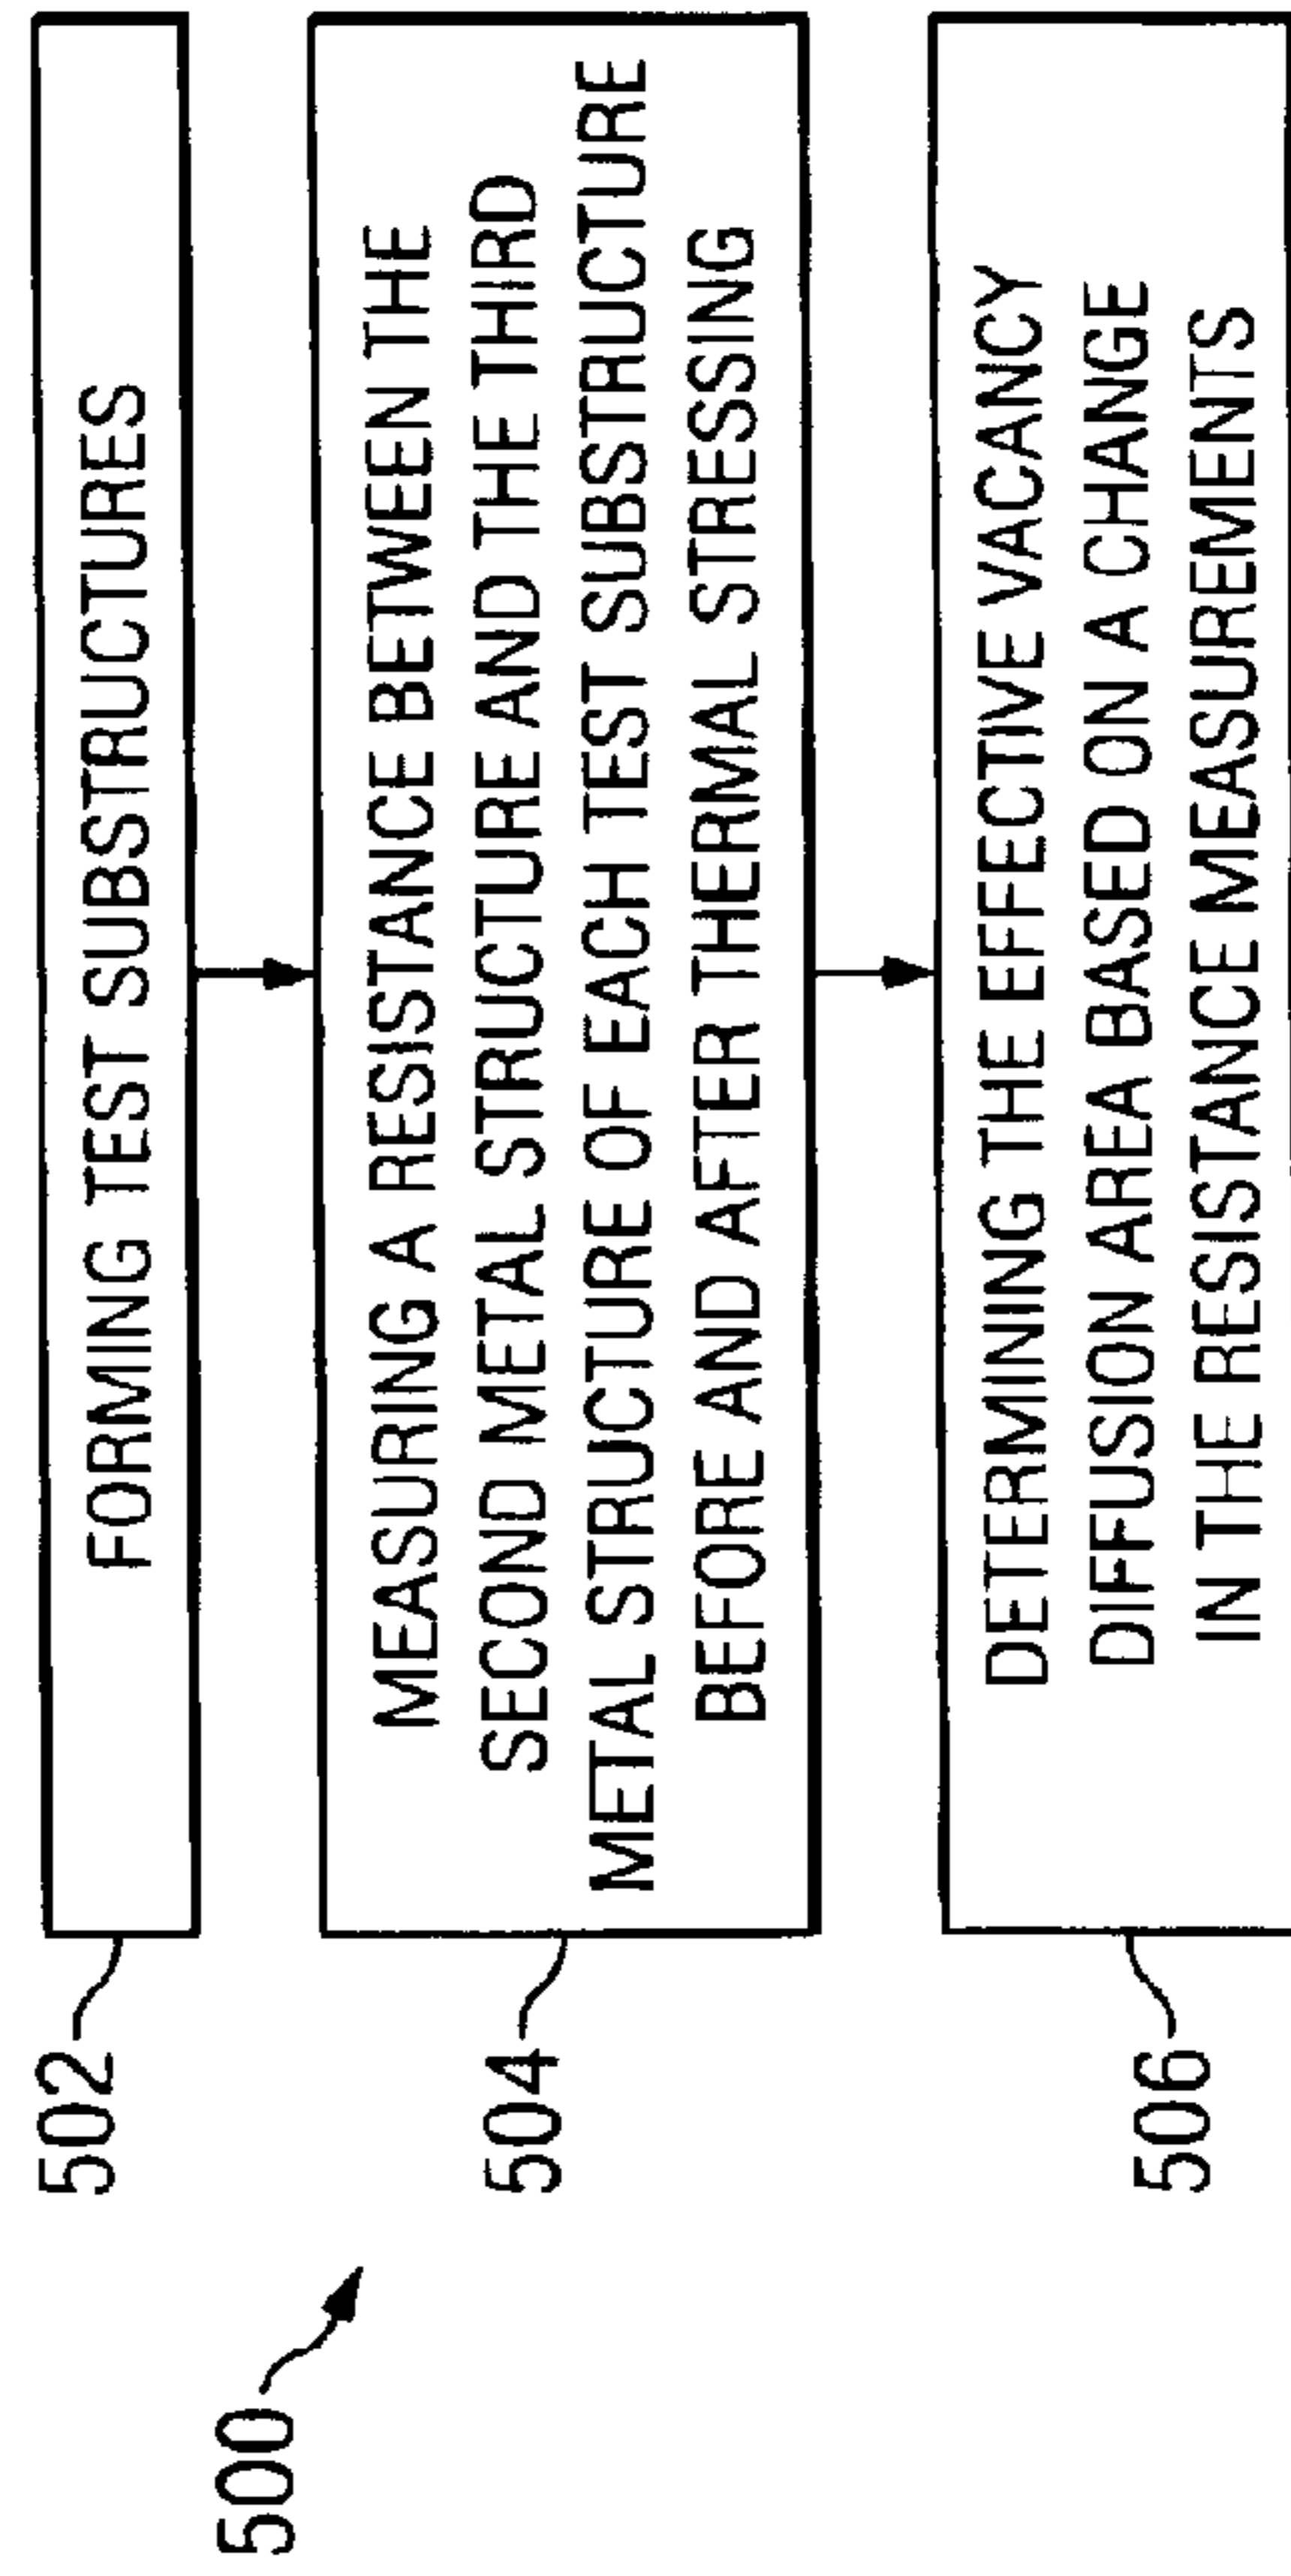 500
502
FORMING TEST SUBSTRUCTURES
504
MEASURING A RESISTANCE BETWEEN THE
SECOND METAL STRUCTURE AND THE THIRD
METAL STRUCTURE OF EACH TEST SUBSTRUCTURE
BEFORE AND AFTER THERMAL STRESSING
506
DETERMINING THE EFFECTIVE VACANCY
DIFFUSION AREA BASED ON A CHANGE
IN THE RESISTANCE MEASUREMENTS